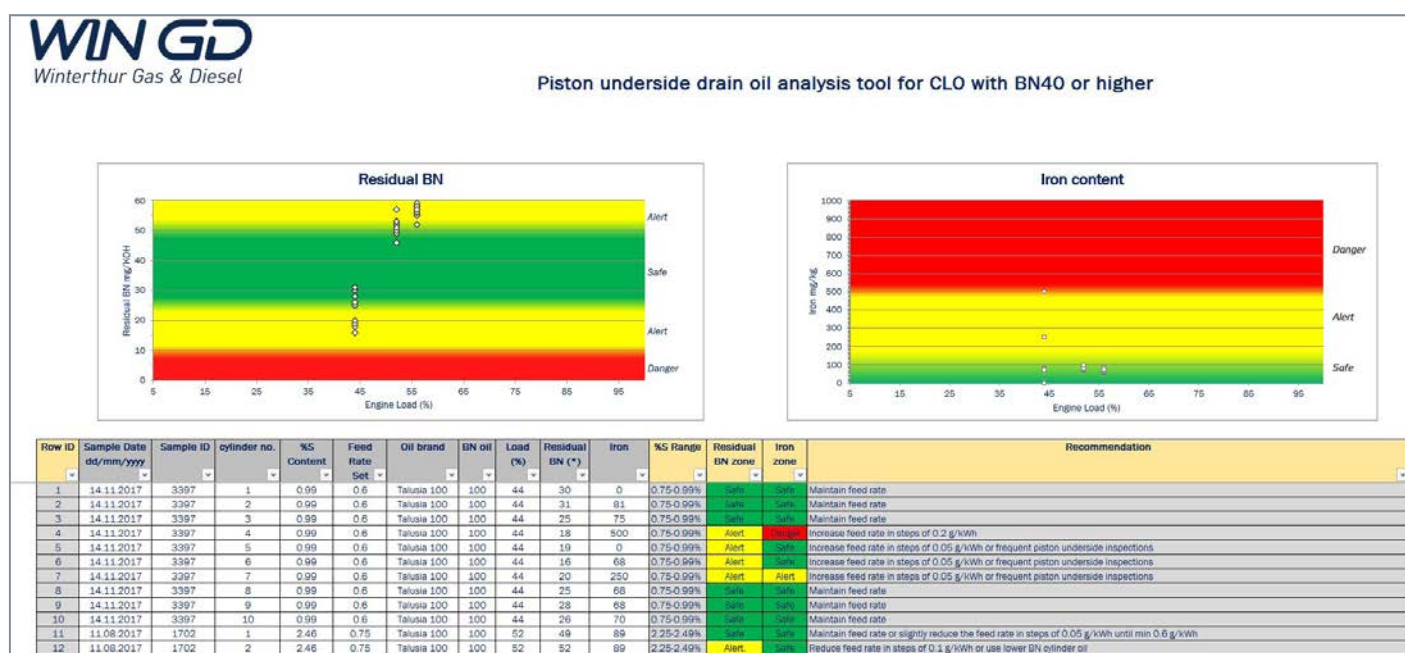 WIN GD
Winterthur Gas & Diesel
Piston underside drain oil analysis tool for CLO with BN40 or higher
Residual BN
60
50
40
30
20
10
0
Residual BN mg/KOH
Alert
Safe
Alert
Danger
5 15 25 35 45 55 65 75 85 95
Engine Load (%)
Iron content
1000
900
800
700
600
500
400
300
200
100
0
Iron mg/kg
Danger
Alert
Safe
5 15 25 35 45 55 65 75 85 95
Engine Load (%)
Row ID Sample Date dd/mm/yyyy Sample ID cylinder no. %S Content Feed Rate Set Oil brand BN oil Load (%) Residual BN (*) Iron %S Range Residual BN zone Iron zone Recommendation
1 14.11.2017 3397 1 0.99 0.6 Talusia 100 100 44 30 0 0.75-0.99% Safe Safe Maintain feed rate
2 14.11.2017 3397 2 0.99 0.6 Talusia 100 100 44 31 81 0.75-0.99% Safe Safe Maintain feed rate
3 14.11.2017 3397 3 0.99 0.6 Talusia 100 100 44 25 75 0.75-0.99% Safe Safe Maintain feed rate
4 14.11.2017 3397 4 0.99 0.6 Talusia 100 100 44 18 500 0.75-0.99% Alert Danger Increase feed rate in steps of 0.2 g/kWh
5 14.11.2017 3397 5 0.99 0.6 Talusia 100 100 44 19 0 0.75-0.99% Alert Safe Increase feed rate in steps of 0.05 g/kWh or frequent piston underside inspections
6 14.11.2017 3397 6 0.99 0.6 Talusia 100 100 44 16 68 0.75-0.99% Alert Safe Increase feed rate in steps of 0.05 g/kWh or frequent piston underside inspections
7 14.11.2017 3397 7 0.99 0.6 Talusia 100 100 44 20 250 0.75-0.99% Alert Alert Increase feed rate in steps of 0.05 g/kWh or frequent piston underside inspections
8 14.11.2017 3397 8 0.99 0.6 Talusia 100 100 44 25 68 0.75-0.99% Safe Safe Maintain feed rate
9 14.11.2017 3397 9 0.99 0.6 Talusia 100 100 44 28 68 0.75-0.99% Safe Safe Maintain feed rate
10 14.11.2017 3397 10 0.99 0.6 Talusia 100 100 44 26 70 0.75-0.99% Safe Safe Maintain feed rate
11 11.08.2017 1702 1 2.46 0.75 Talusia 100 100 52 49 89 2.25-2.49% Safe Safe Maintain feed rate or slightly reduce the feed rate in steps of 0.05 g/kWh until min 0.6 g/kWh
12 11.08.2017 1702 2 2.46 0.75 Talusia 100 100 52 52 89 2.25-2.49% Alert. Safe Reduce feed rate in steps of 0.1 g/kWh or use lower BN cylinder oil